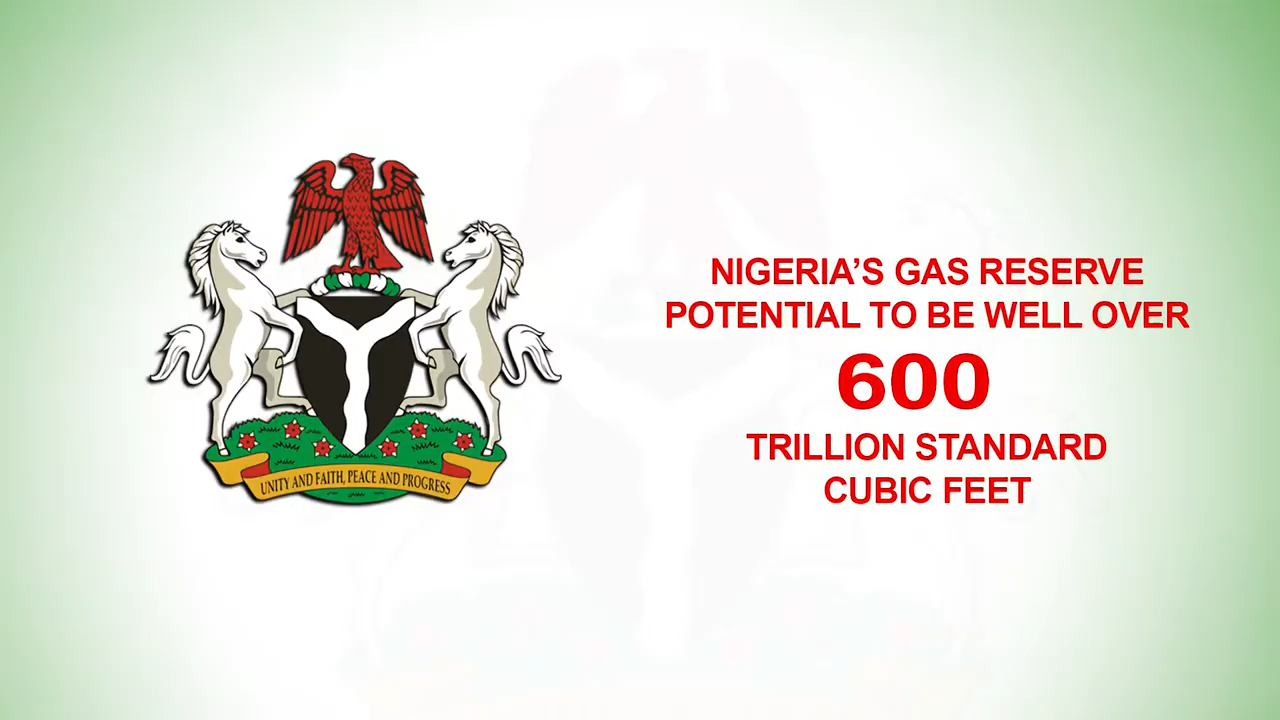 UNITY AND FAITH, PEACE AND PROGRESS
NIGERIA’S GAS RESERVE
POTENTIAL TO BE WELL OVER
600
TRILLION STANDARD
CUBIC FEET